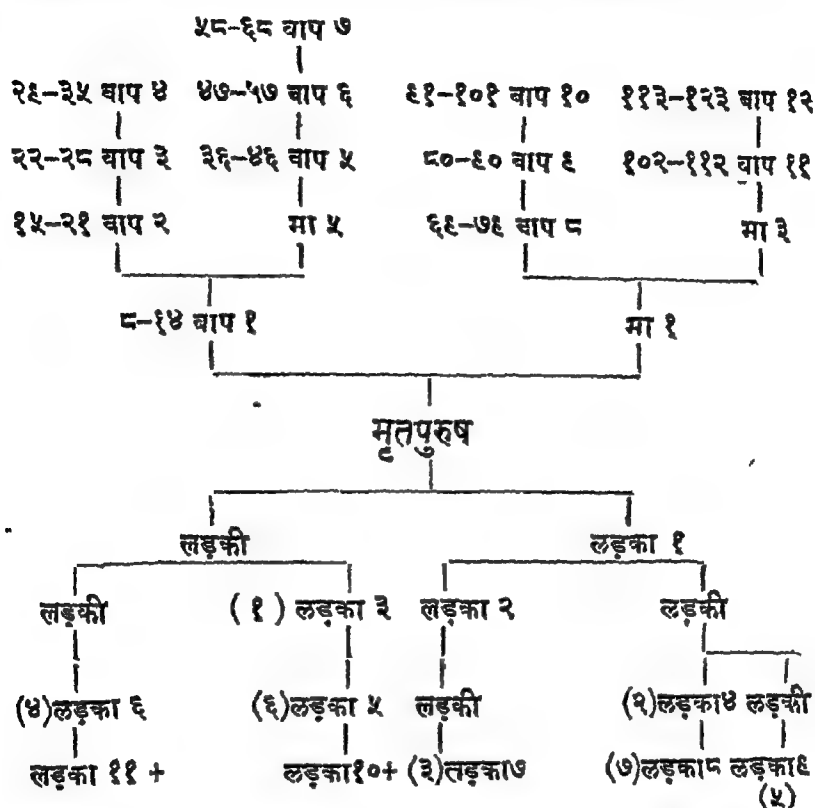 ५८-६८ बाप ७
२९-३५ बाप ४ ४७-५७ बाप ६ ९१-१०१ बाप १० ११३-१२३ बाप १२
२२-२८ बाप ३ ३६-४६ बाप ५ ८०-९० बाप ९ १०२-११२ बाप ११
१५-२१ बाप २ मा ५ ६९-७९ बाप ८ मा ३
८-१४ बाप १ मा १
मृतपुरुष
लड़की लड़का १
लड़की (१) लड़का ३ लड़का २ लड़की
(४)लड़का ६ (६)लड़का ५ लड़की (२)लड़का४ लड़की
लड़का ११ + लड़का१०+ (३)लड़का७ (७)लड़का८ लड़का९
(५)